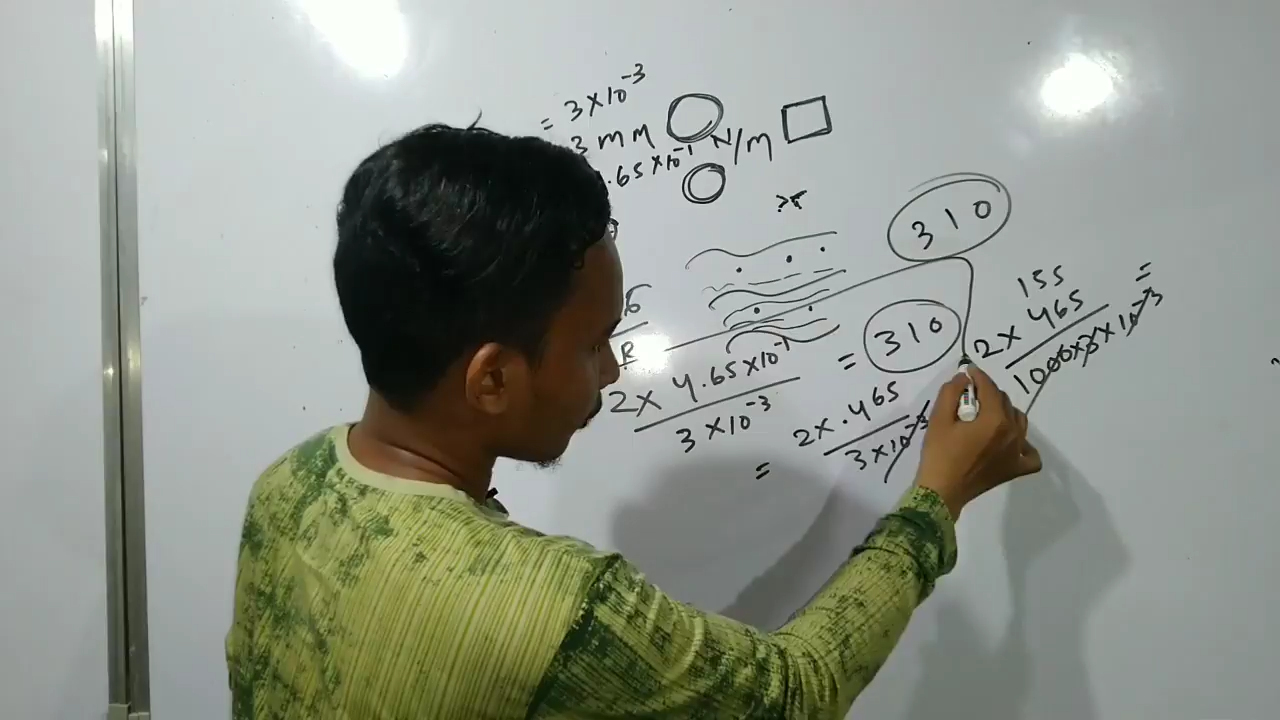 = 3 × 10⁻³
3 mm
.65 × 10⁻¹ N/m
310
R
2 × 4.65 × 10⁻¹
3 × 10⁻³
= 310
= 2 × .465
3 × 10⁻³
155
2 × 465
1000 × 3 × 10⁻³
=